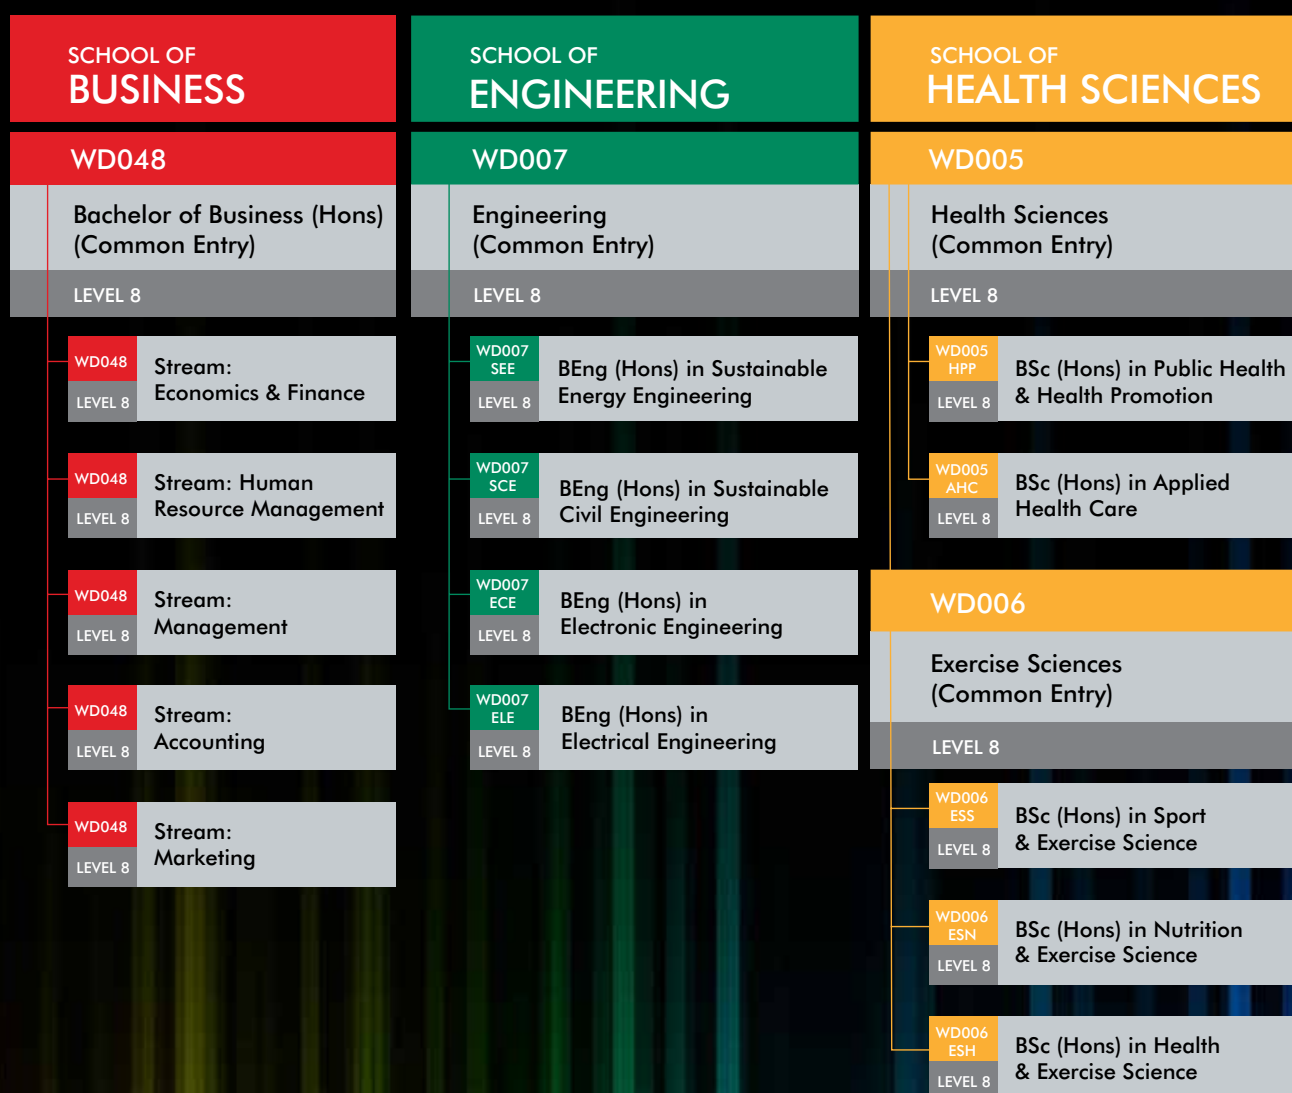 SCHOOL OF
BUSINESS
WD048
Bachelor of Business (Hons)
(Common Entry)
LEVEL 8
WD048
LEVEL 8
Stream:
Economics & Finance
WD048
LEVEL 8
Stream: Human
Resource Management
WD048
LEVEL 8
Stream:
Management
WD048
LEVEL 8
Stream:
Accounting
WD048
LEVEL 8
Stream:
Marketing
SCHOOL OF
ENGINEERING
WD007
Engineering
(Common Entry)
LEVEL 8
WD007
SEE
LEVEL 8
BEng (Hons) in Sustainable
Energy Engineering
WD007
SCE
LEVEL 8
BEng (Hons) in Sustainable
Civil Engineering
WD007
ECE
LEVEL 8
BEng (Hons) in
Electronic Engineering
WD007
ELE
LEVEL 8
BEng (Hons) in
Electrical Engineering
SCHOOL OF
HEALTH SCIENCES
WD005
Health Sciences
(Common Entry)
LEVEL 8
WD005
HPP
LEVEL 8
BSc (Hons) in Public Health
& Health Promotion
WD005
AHC
LEVEL 8
BSc (Hons) in Applied
Health Care
WD006
Exercise Sciences
(Common Entry)
LEVEL 8
WD006
ESS
LEVEL 8
BSc (Hons) in Sport
& Exercise Science
WD006
ESN
LEVEL 8
BSc (Hons) in Nutrition
& Exercise Science
WD006
ESH
LEVEL 8
BSc (Hons) in Health
& Exercise Science